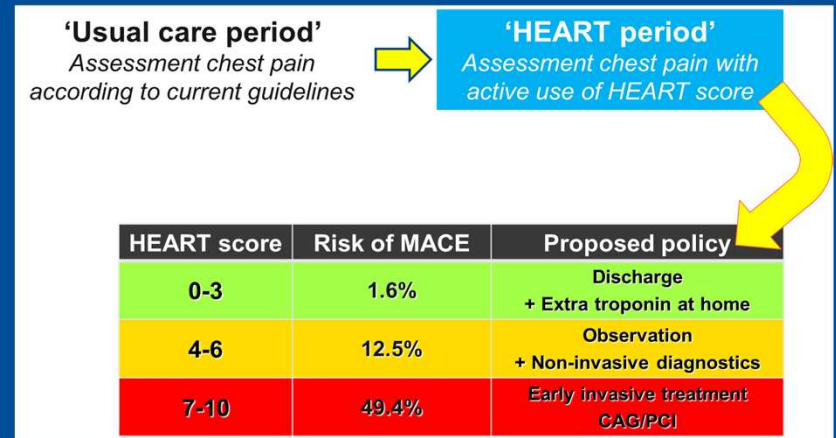 'Usual care period'
Assessment chest pain
according to current guidelines
'HEART period'
Assessment chest pain with
active use of HEART score
HEART score Risk of MACE Proposed policy
0-3 1.6% Discharge
+ Extra troponin at home
4-6 12.5% Observation
+ Non-invasive diagnostics
7-10 49.4% Early invasive treatment
CAG/PCI